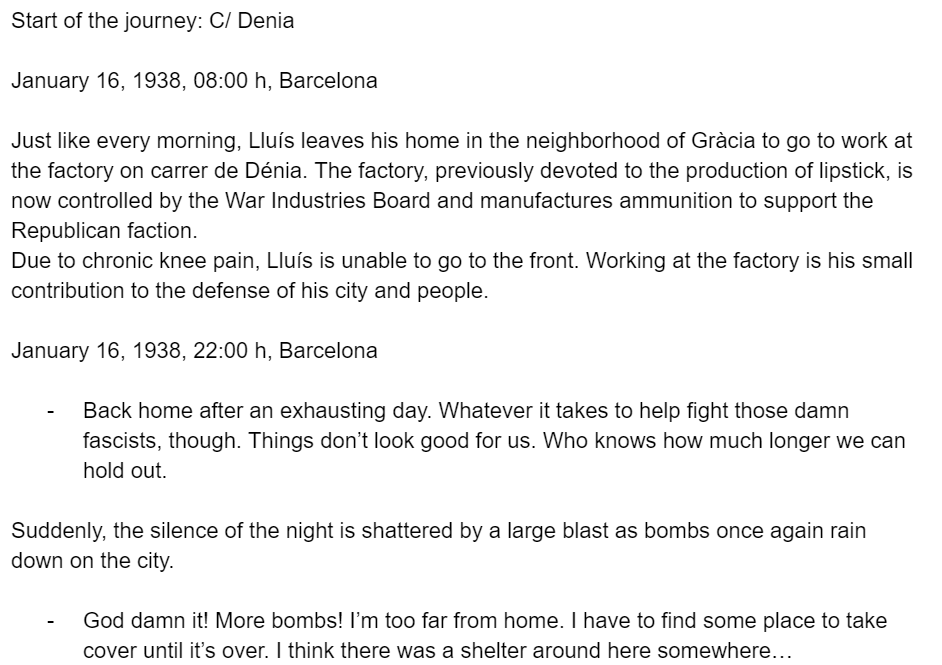 Start of the journey: C/ Denia
January 16, 1938, 08:00 h, Barcelona
Just like every morning, Lluís leaves his home in the neighborhood of Gràcia to go to work at
the factory on carrer de Dénia. The factory, previously devoted to the production of lipstick, is
now controlled by the War Industries Board and manufactures ammunition to support the
Republican faction.
Due to chronic knee pain, Lluís is unable to go to the front. Working at the factory is his small
contribution to the defense of his city and people.
January 16, 1938, 22:00 h, Barcelona
- Back home after an exhausting day. Whatever it takes to help fight those damn
fascists, though. Things don’t look good for us. Who knows how much longer we can
hold out.
Suddenly, the silence of the night is shattered by a large blast as bombs once again rain
down on the city.
- God damn it! More bombs! I’m too far from home. I have to find some place to take
cover until it’s over. I think there was a shelter around here somewhere…